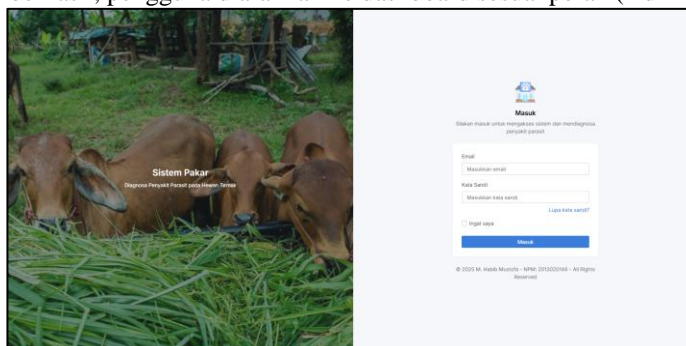 Sistem Pakar
Diagnosa Penyakit Parasit pada Hewan Ternak
Masuk
Silakan masuk untuk mengakses sistem dan mendiagnosa
penyakit parasit
Email
Masukkan email
Kata Sandi
Masukkan kata sandi
Lupa kata sandi?
Ingat saya
Masuk
© 2025 M. Habib - NPM: - All Rights
Reserved